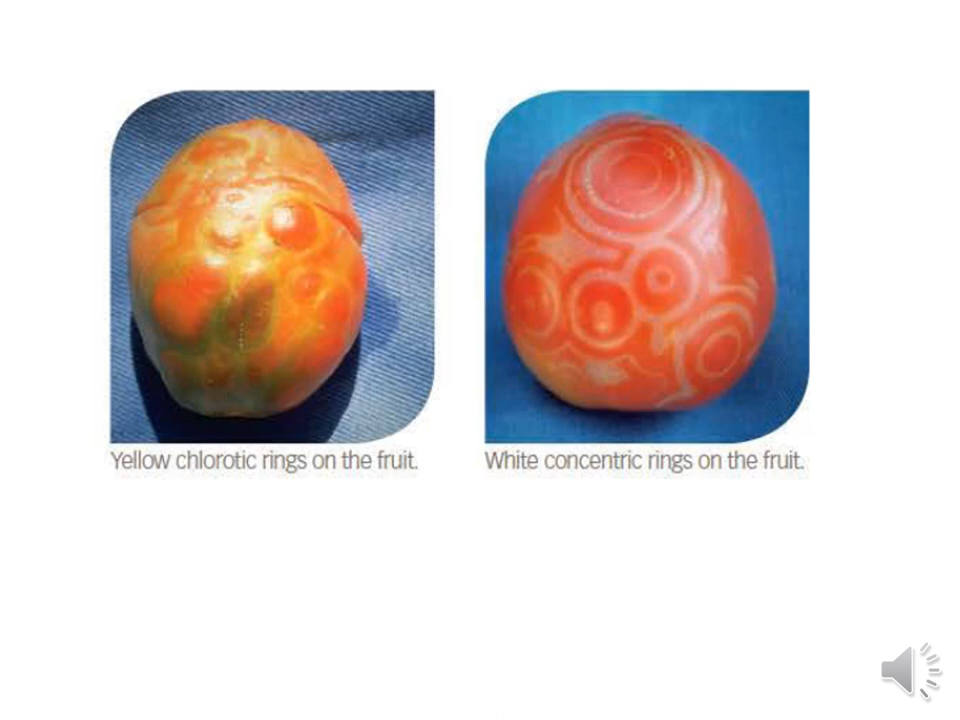 Yellow chlorotic rings on the fruit.
White concentric rings on the fruit.